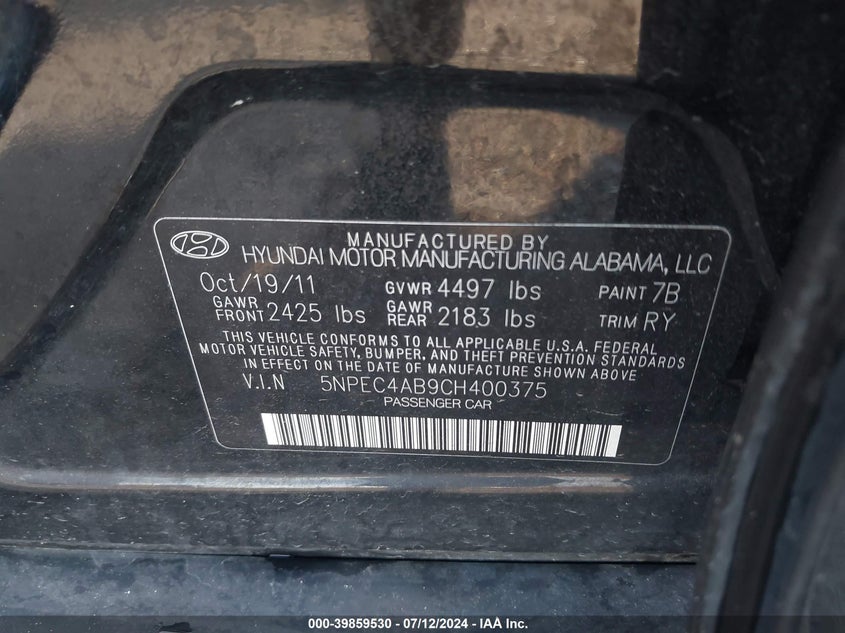 MANUFACTURED BY
HYUNDAI MOTOR MANUFACTURING ALABAMA, LLC
Oct/19/11 GVWR 4497 lbs PAINT 7B
GAWR FRONT 2425 lbs GAWR REAR 2183 lbs TRIM RY
THIS VEHICLE CONFORMS TO ALL APPLICABLE U.S.A. FEDERAL
MOTOR VEHICLE SAFETY, BUMPER, AND THEFT PREVENTION STANDARDS
IN EFFECT ON THE DATE OF MANUFACTURE SHOWN ABOVE
V.I.N 5NPEC4AB9CH400375
PASSENGER CAR
000-39859530 - 07/12/2024 - IAA Inc.